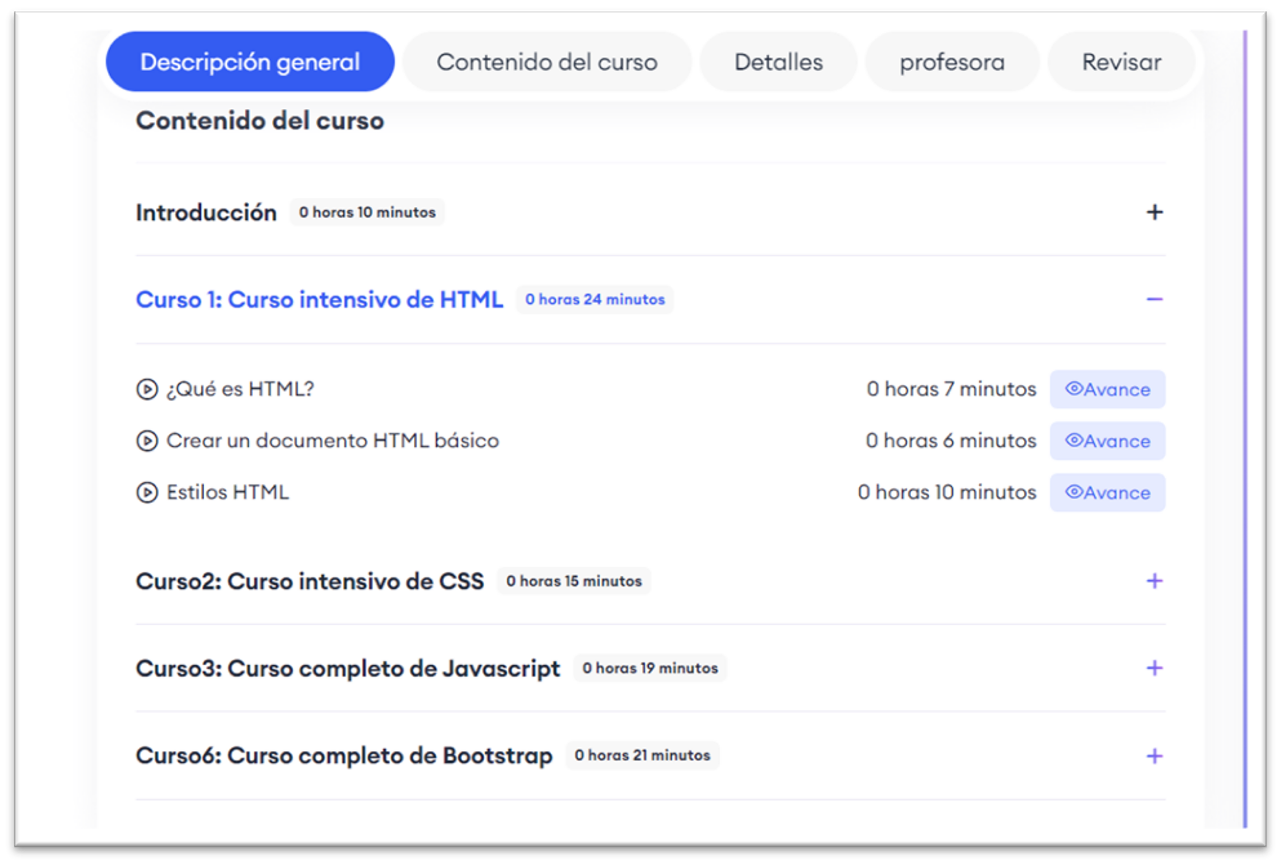 Descripción general Contenido del curso Detalles profesora Revisar
Contenido del curso
Introducción 0 horas 10 minutos +
Curso 1: Curso intensivo de HTML 0 horas 24 minutos −
¿Qué es HTML? 0 horas 7 minutos Avance
Crear un documento HTML básico 0 horas 6 minutos Avance
Estilos HTML 0 horas 10 minutos Avance
Curso2: Curso intensivo de CSS 0 horas 15 minutos +
Curso3: Curso completo de Javascript 0 horas 19 minutos +
Curso6: Curso completo de Bootstrap 0 horas 21 minutos +